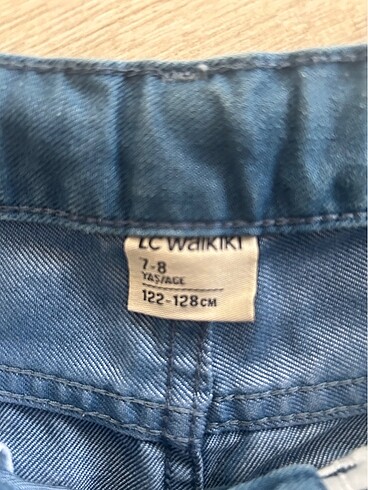 LC WAIKIKI
7-8
YAŞ/AGE
122-128CM